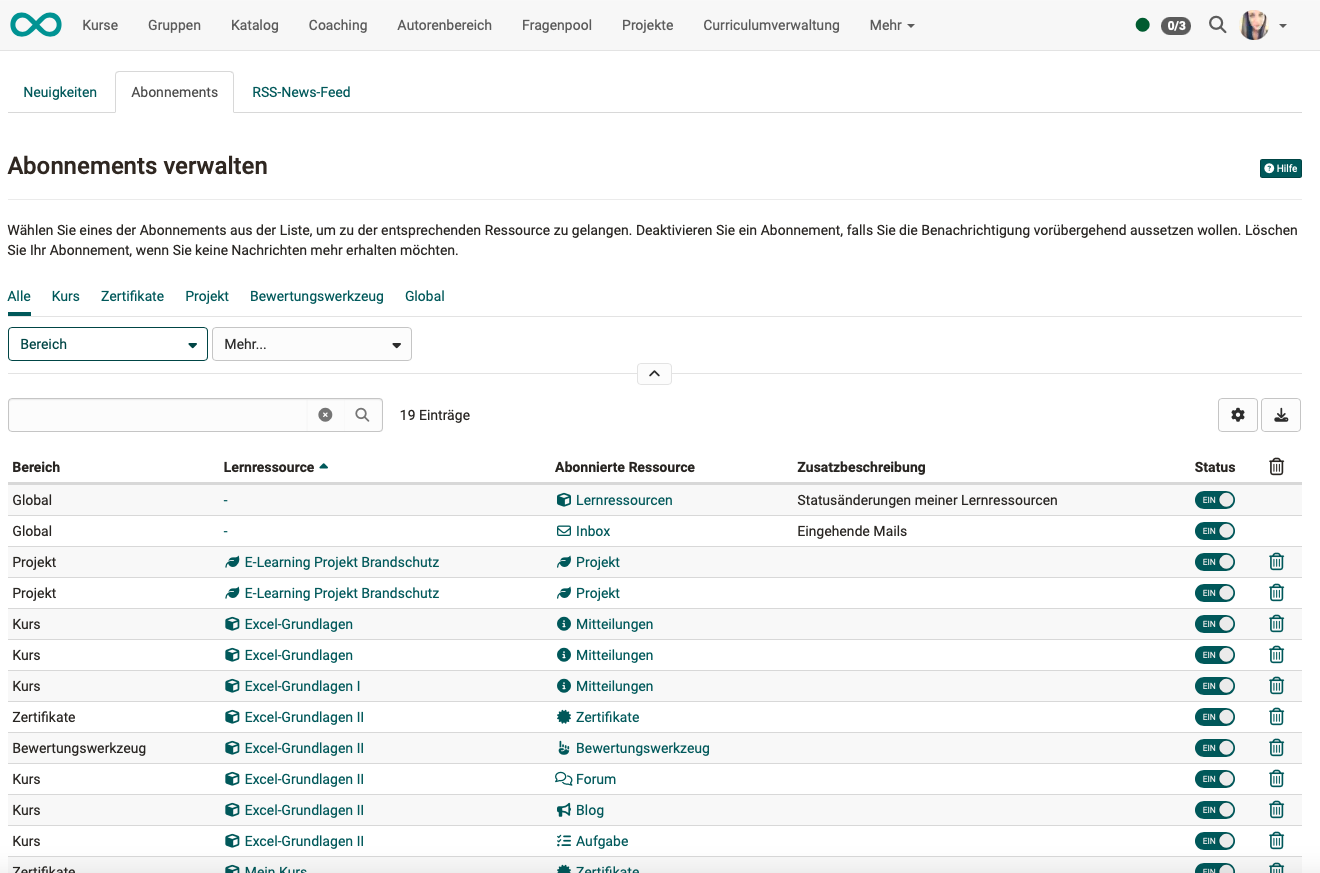 Kurse Gruppen Katalog Coaching Autorenbereich Fragenpool Projekte Curriculumverwaltung Mehr 0/3
Neuigkeiten Abonnements RSS-News-Feed
Abonnements verwalten
Hilfe
Wählen Sie eines der Abonnements aus der Liste, um zu der entsprechenden Ressource zu gelangen. Deaktivieren Sie ein Abonnement, falls Sie die Benachrichtigung vorübergehend aussetzen wollen. Löschen
Sie Ihr Abonnement, wenn Sie keine Nachrichten mehr erhalten möchten.
Alle Kurs Zertifikate Projekt Bewertungswerkzeug Global
Bereich Mehr...
19 Einträge
Bereich Lernressource Abonnierte Ressource Zusatzbeschreibung Status
Global - Lernressourcen Statusänderungen meiner Lernressourcen EIN
Global - Inbox Eingehende Mails EIN
Projekt E-Learning Projekt Brandschutz Projekt EIN
Projekt E-Learning Projekt Brandschutz Projekt EIN
Kurs Excel-Grundlagen Mitteilungen EIN
Kurs Excel-Grundlagen Mitteilungen EIN
Kurs Excel-Grundlagen I Mitteilungen EIN
Zertifikate Excel-Grundlagen II Zertifikate EIN
Bewertungswerkzeug Excel-Grundlagen II Bewertungswerkzeug EIN
Kurs Excel-Grundlagen II Forum EIN
Kurs Excel-Grundlagen II Blog EIN
Kurs Excel-Grundlagen II Aufgabe EIN
Zertifikate Mein Kurs Zertifikate EIN